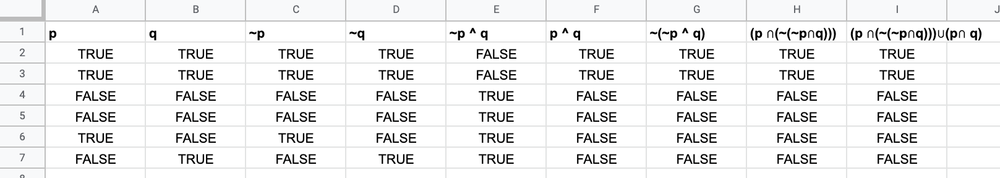 A B C D E F G H I J
1 p q ~p ~q ~p ^ q p ^ q ~(~p ^ q) (p ∩(~(~p∩q))) (p ∩(~(~p∩q)))∪(p∩ q)
2 TRUE TRUE TRUE TRUE FALSE TRUE TRUE TRUE TRUE
3 TRUE TRUE TRUE TRUE FALSE TRUE TRUE TRUE TRUE
4 FALSE FALSE FALSE FALSE TRUE FALSE FALSE FALSE FALSE
5 FALSE FALSE FALSE FALSE TRUE FALSE FALSE FALSE FALSE
6 TRUE FALSE TRUE FALSE TRUE FALSE FALSE FALSE FALSE
7 FALSE TRUE FALSE TRUE TRUE FALSE FALSE FALSE FALSE